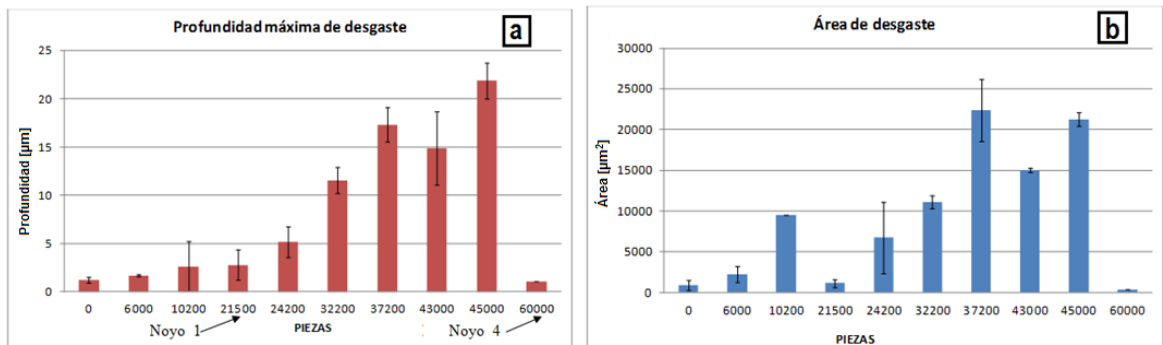 Profundidad máxima de desgaste
a
25
20
15
10
5
0
Profundidad [µm]
0 6000 10200 21500 24200 32200 37200 43000 45000 60000
Noyo 1 PIEZAS Noyo 4
Área de desgaste
b
30000
25000
20000
15000
10000
5000
0
Área [µm²]
0 6000 10200 21500 24200 32200 37200 43000 45000 60000
PIEZAS